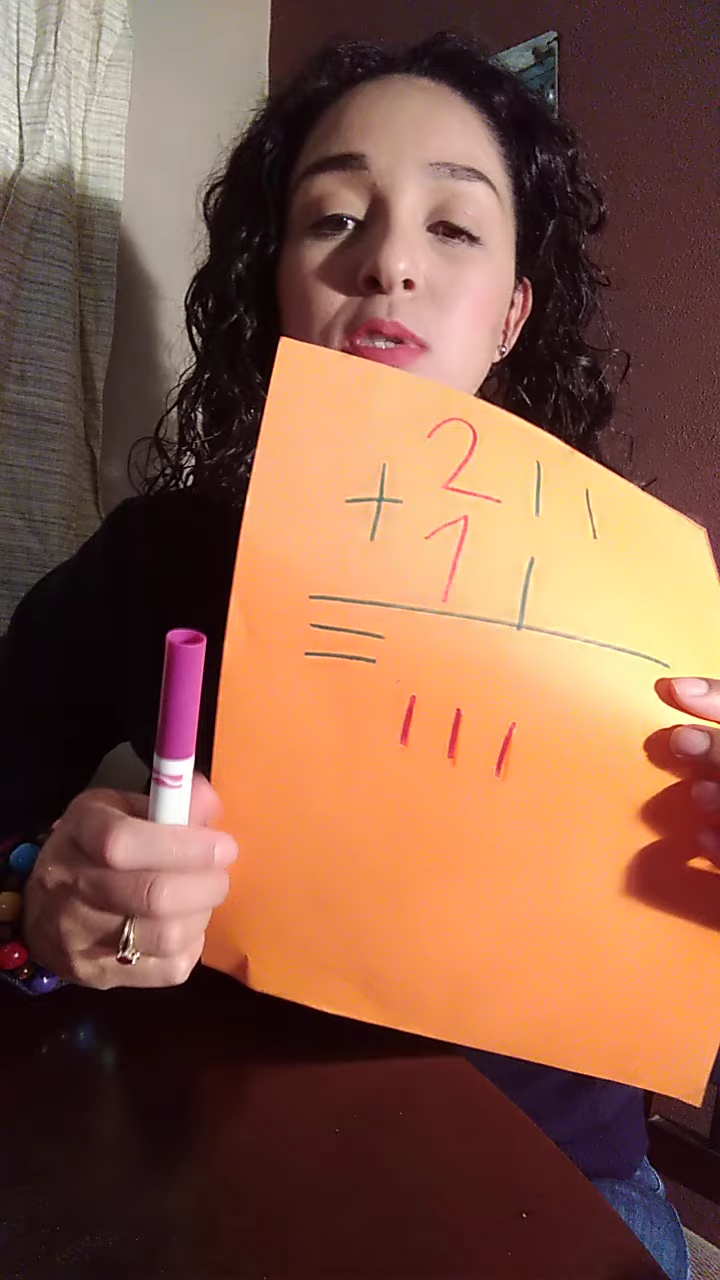 2 | |
+ 1 |
=
| | |